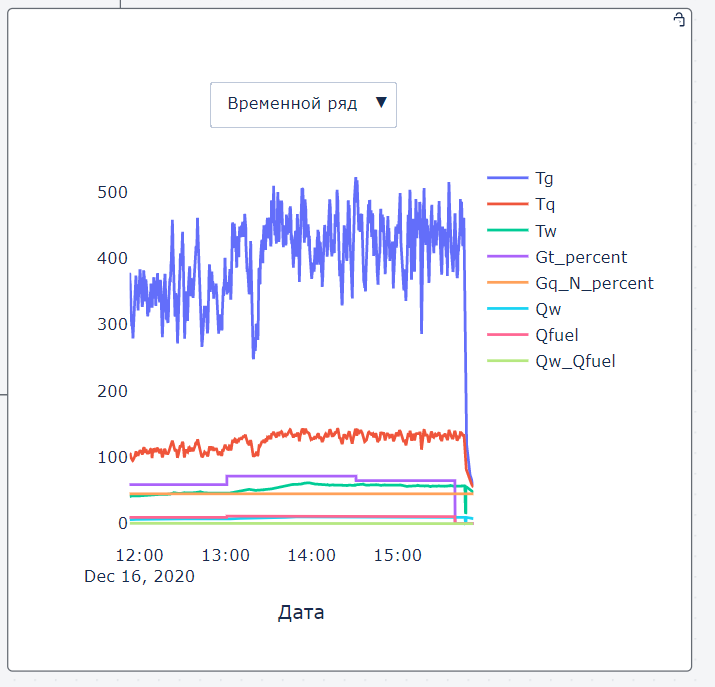 Временной ряд ▼
500
400
300
200
100
0
12:00 13:00 14:00 15:00
Dec 16, 2020
Дата
Tg
Tq
Tw
Gt_percent
Gq_N_percent
Qw
Qfuel
Qw_Qfuel